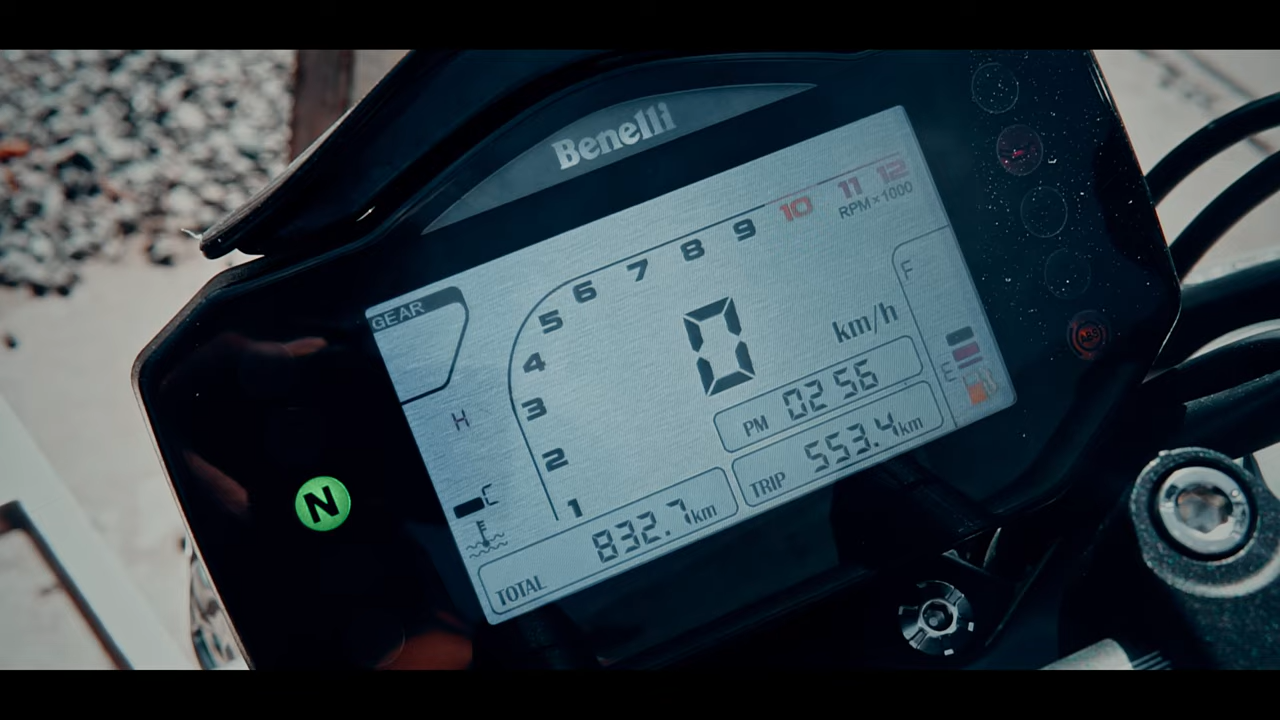 Benelli
GEAR
1 2 3 4 5 6 7 8 9 10 11 12
RPM×1000
0 km/h
F
E
H
C
PM 02 56
TRIP 553.4km
TOTAL 832.7km
N
ABS